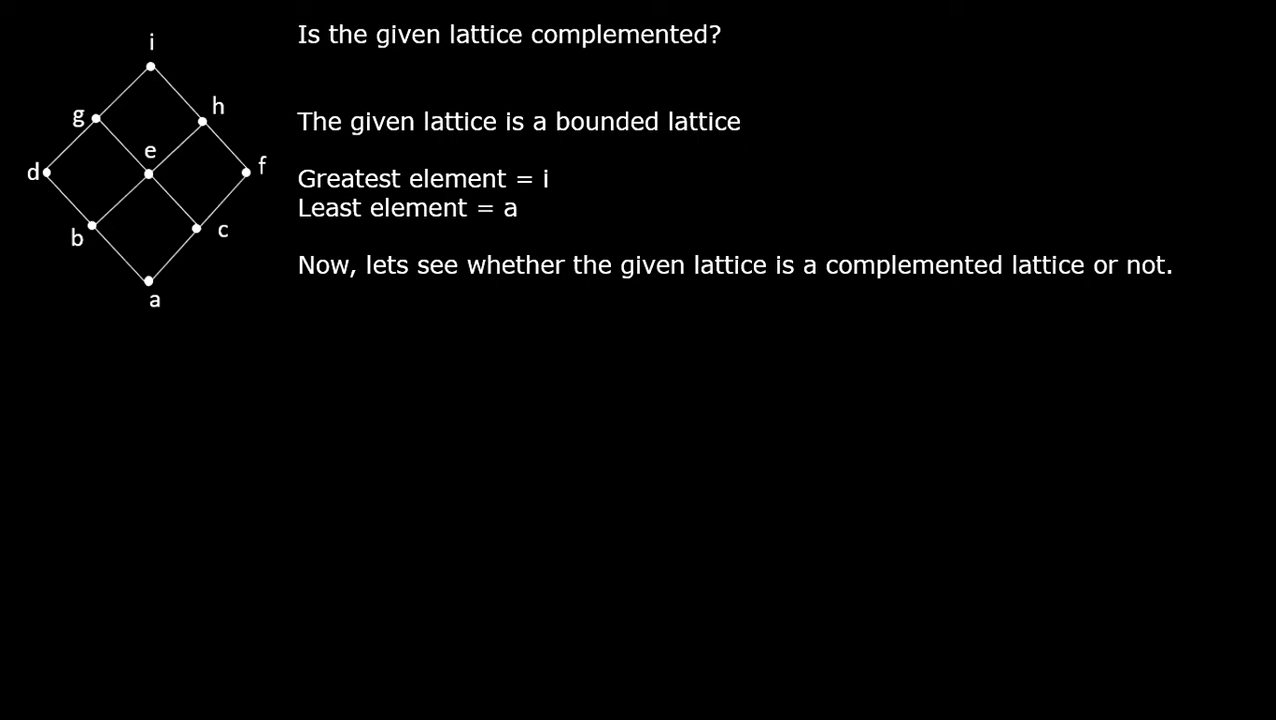 i
Is the given lattice complemented?
g
h
The given lattice is a bounded lattice
e
d
f
Greatest element = i
Least element = a
b
c
Now, lets see whether the given lattice is a complemented lattice or not.
a